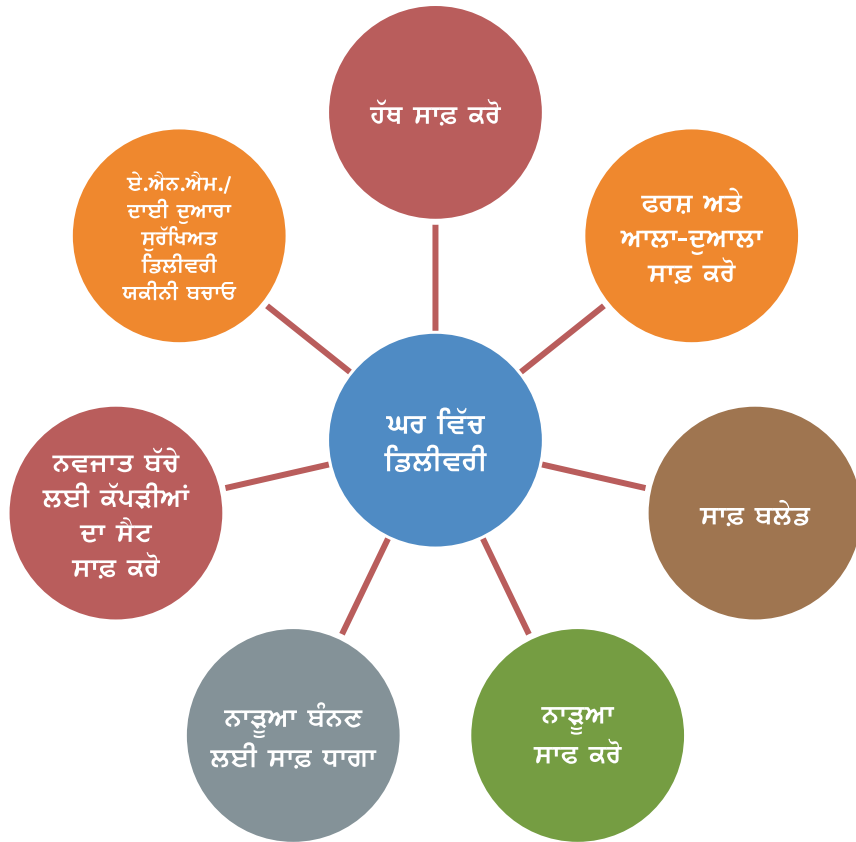 ਹੱਥ ਸਾਫ਼ ਕਰੋ
ਫਰਸ਼ ਅਤੇ
ਆਲਾ-ਦੁਆਲਾ
ਸਾਫ਼ ਕਰੋ
ਸਾਫ਼ ਬਲੇਡ
ਨਾੜੂਆ
ਸਾਫ ਕਰੋ
ਨਾੜੂਆ ਬੰਨਣ
ਲਈ ਸਾਫ਼ ਧਾਗਾ
ਨਵਜਾਤ ਬੱਚੇ
ਲਈ ਕੱਪੜੀਆਂ
ਦਾ ਸੈਟ
ਸਾਫ਼ ਕਰੋ
ਏ.ਐਨ.ਐਮ./
ਦਾਈ ਦੁਆਰਾ
ਸੁਰੱਖਿਅਤ
ਡਿਲੀਵਰੀ
ਯਕੀਨੀ ਬਚਾਓ
ਘਰ ਵਿੱਚ
ਡਿਲੀਵਰੀ